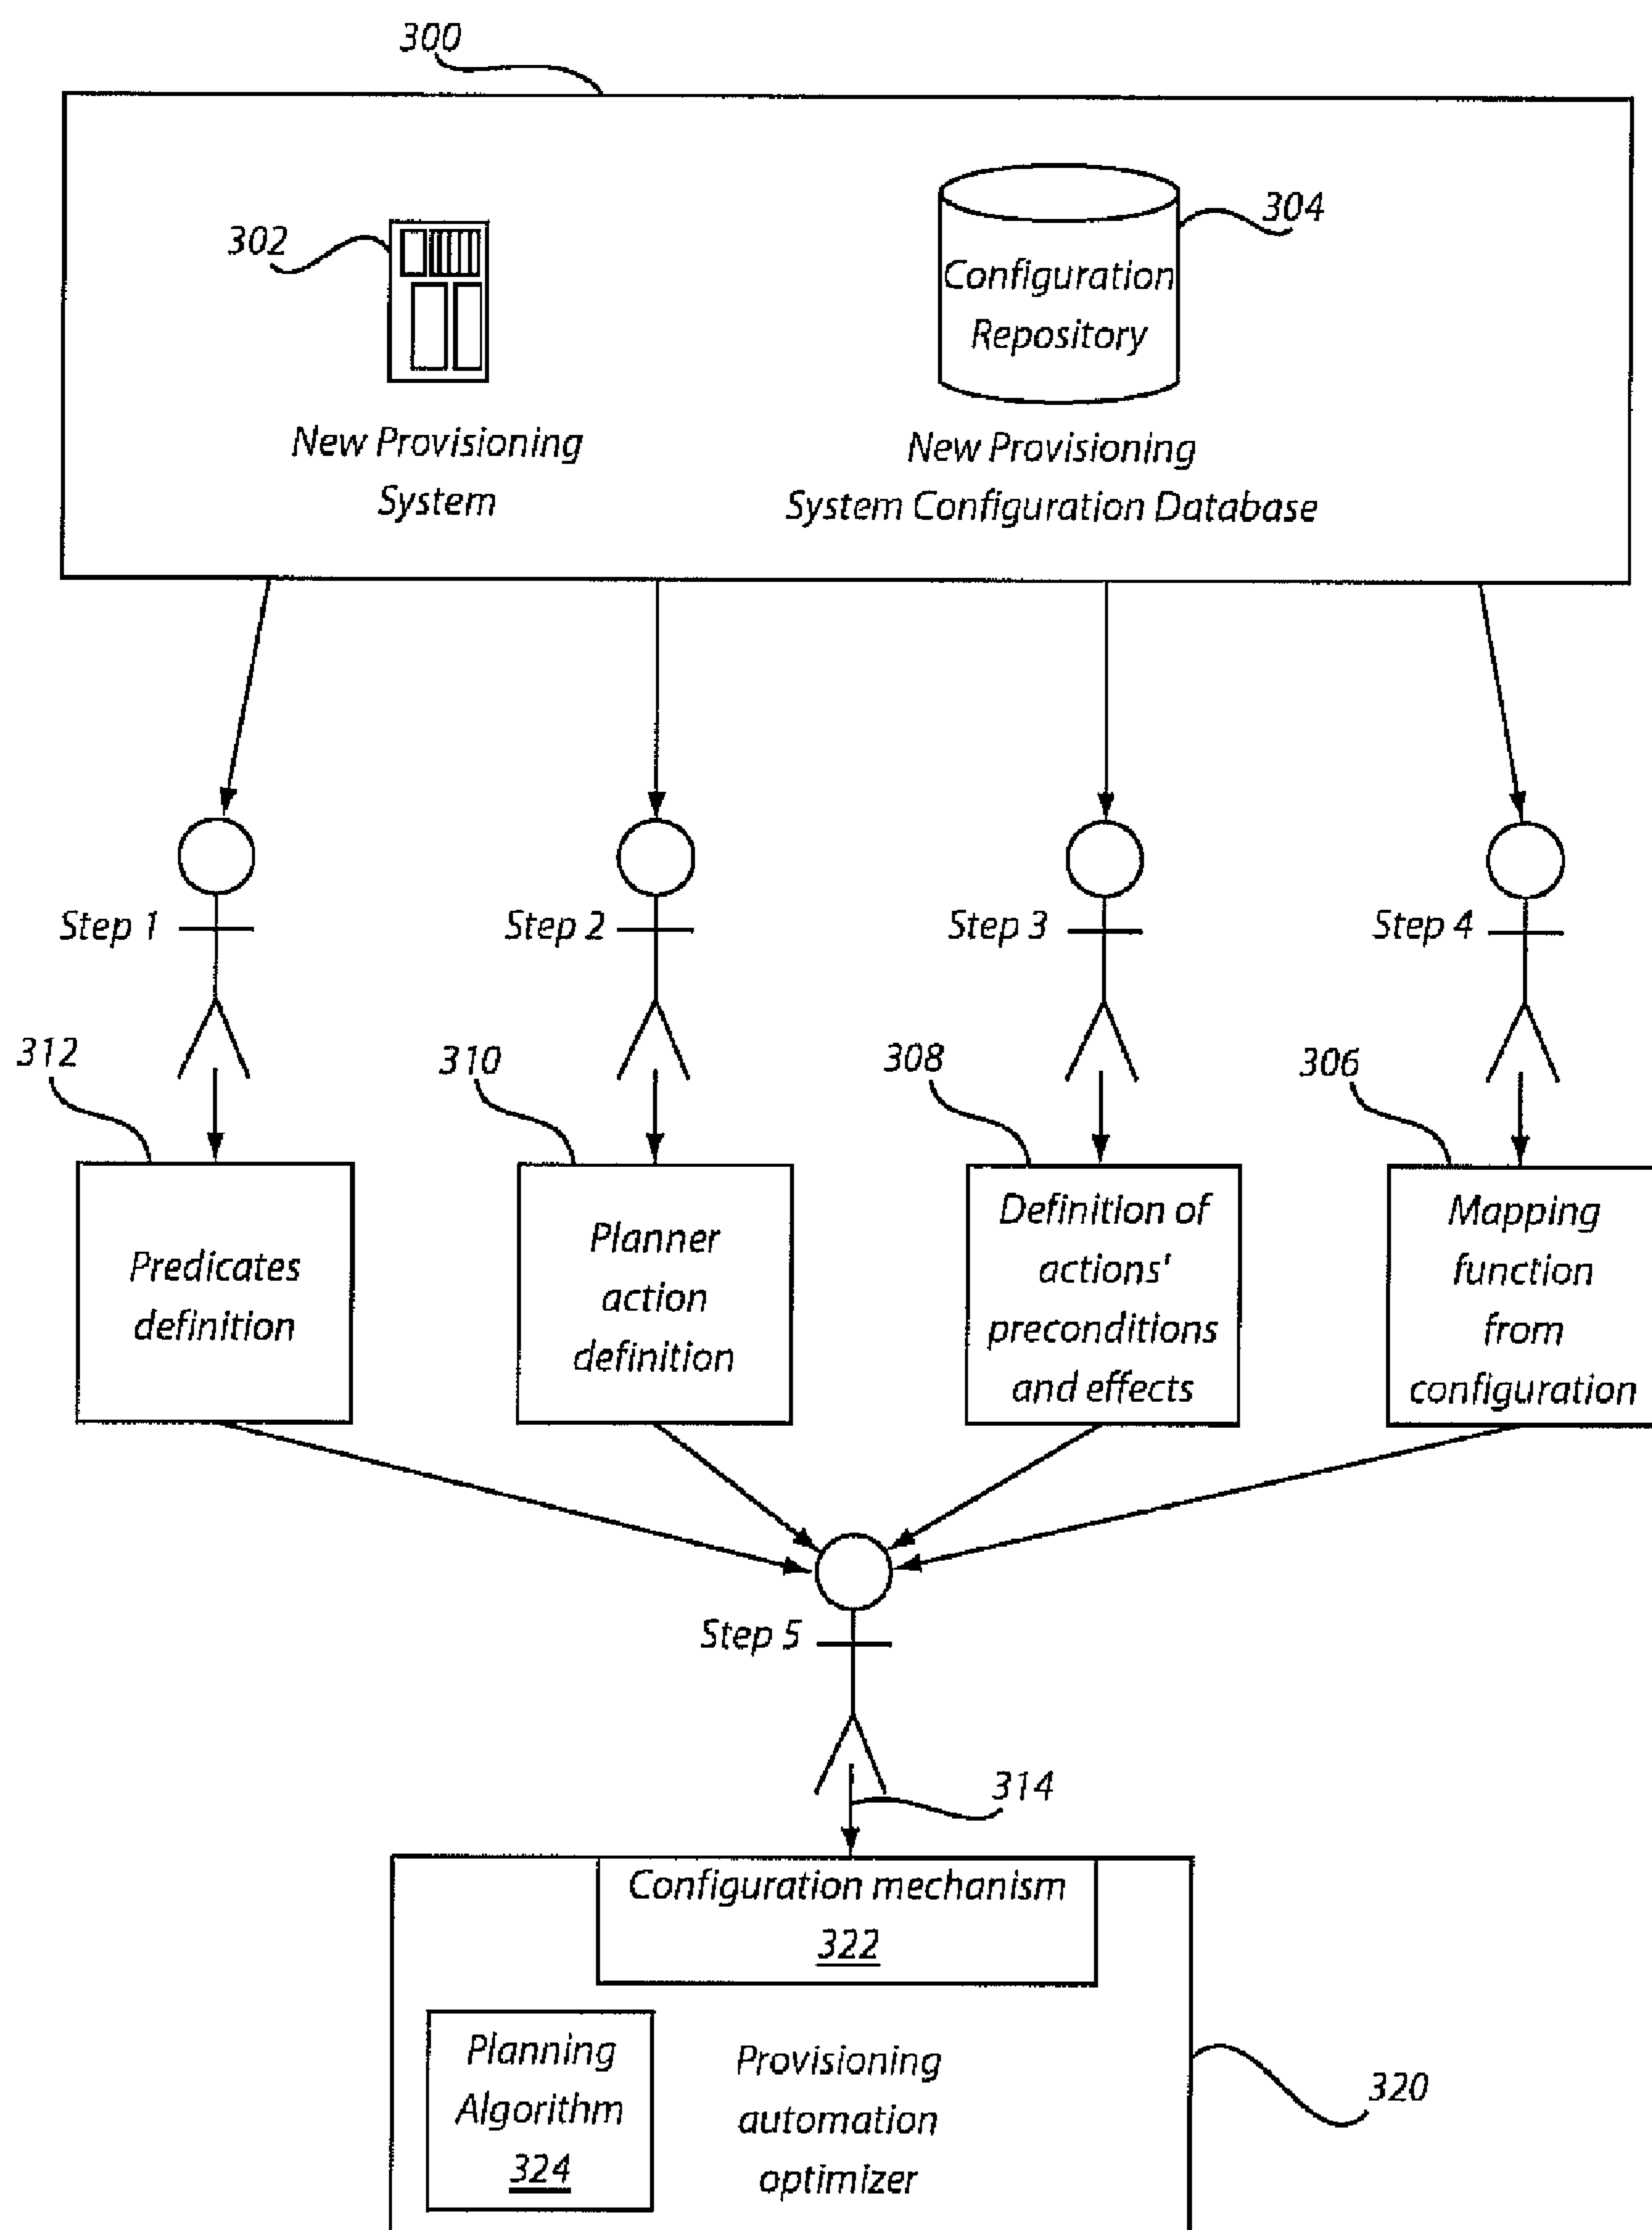 300
302
304
Configuration
Repository
New Provisioning
System
New Provisioning
System Configuration Database
Step 1
Step 2
Step 3
Step 4
312
310
308
306
Predicates
definition
Planner
action
definition
Definition of
actions'
preconditions
and effects
Mapping
function
from
configuration
Step 5
314
Configuration mechanism
322
Planning
Algorithm
324
Provisioning
automation
optimizer
320